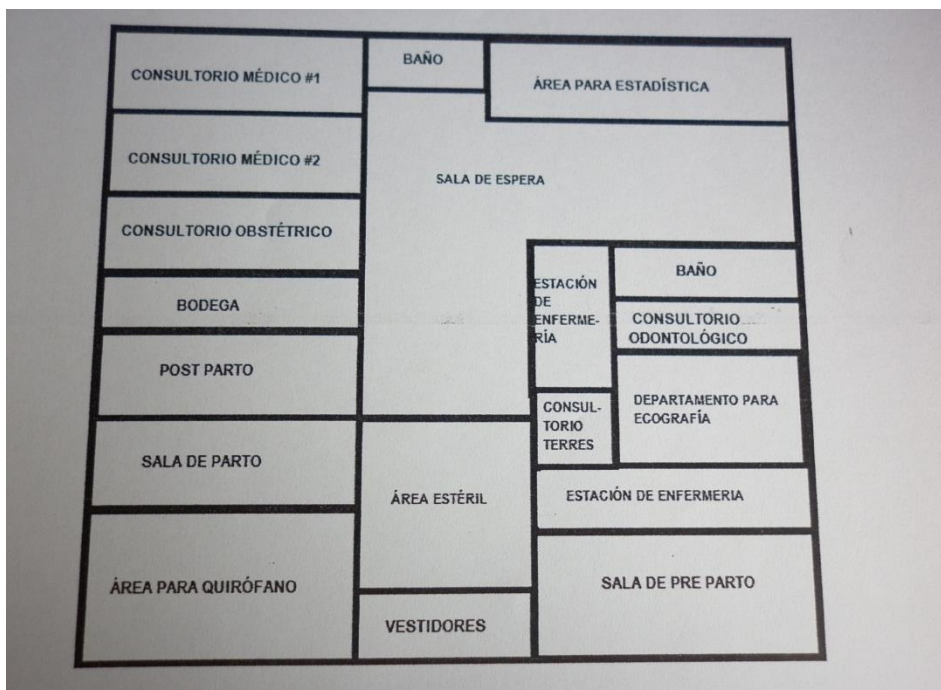 CONSULTORIO MÉDICO #1
BAÑO
ÁREA PARA ESTADÍSTICA
CONSULTORIO MÉDICO #2
SALA DE ESPERA
CONSULTORIO OBSTÉTRICO
BODEGA
POST PARTO
ESTACIÓN
DE
ENFERME-
RÍA
BAÑO
CONSULTORIO
ODONTOLÓGICO
CONSUL-
TORIO
TERRES
DEPARTAMENTO PARA
ECOGRAFÍA
SALA DE PARTO
ÁREA ESTÉRIL
ESTACIÓN DE ENFERMERIA
ÁREA PARA QUIRÓFANO
VESTIDORES
SALA DE PRE PARTO